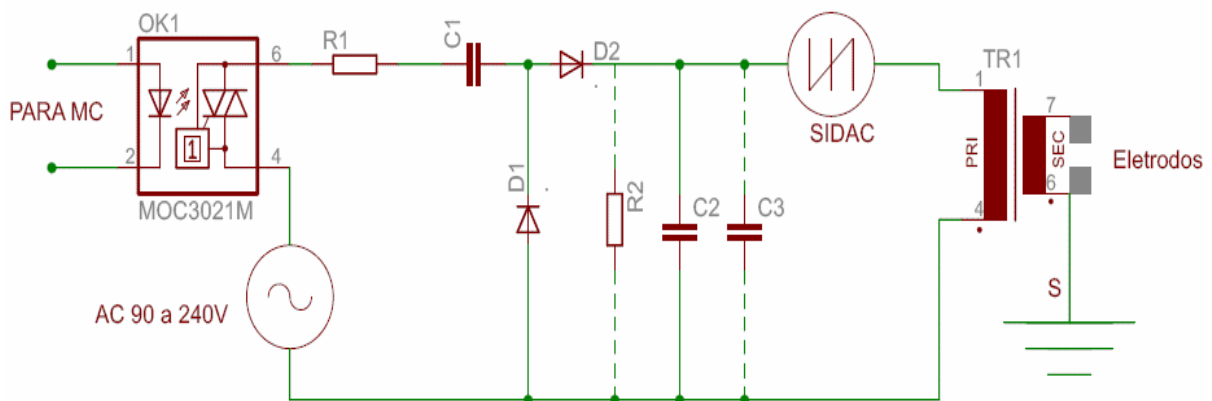 OK1
1
6
PARA MC
1
2
4
MOC3021M
AC 90 a 240V
R1
C1
D2
D1
R2
C2
C3
SIDAC
TR1
1
PRI
4
7
SEC
6
Eletrodos
S